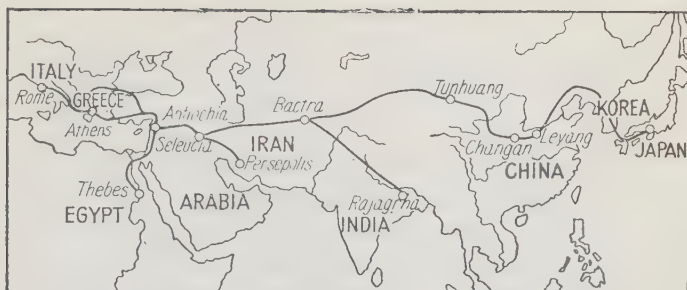 ITALY
Rome
GREECE
Athens
Antiochia
Seleucia
Bactra
Tunhuang
IRAN
Persepolis
Changan
Leyang
KOREA
JAPAN
CHINA
Thebes
EGYPT
ARABIA
Rajagrha
INDIA